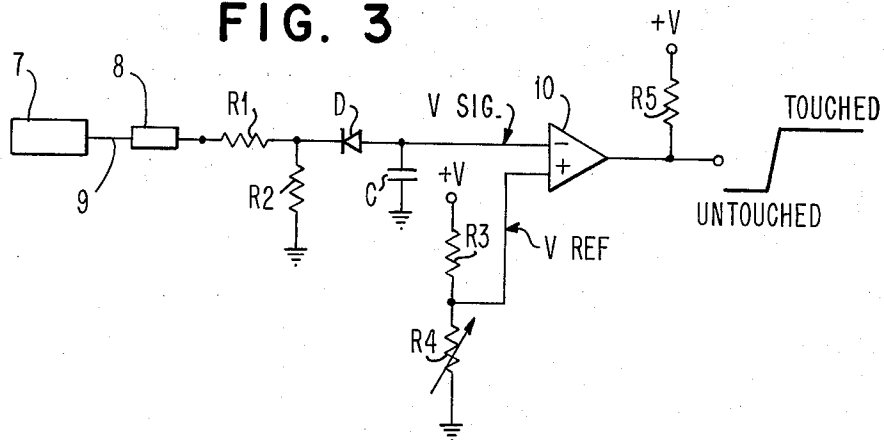 FIG. 3
7
8
9
R1
R2
D
C
V SIG.
10
−
+
+V
R3
V REF
R4
+V
R5
TOUCHED
UNTOUCHED